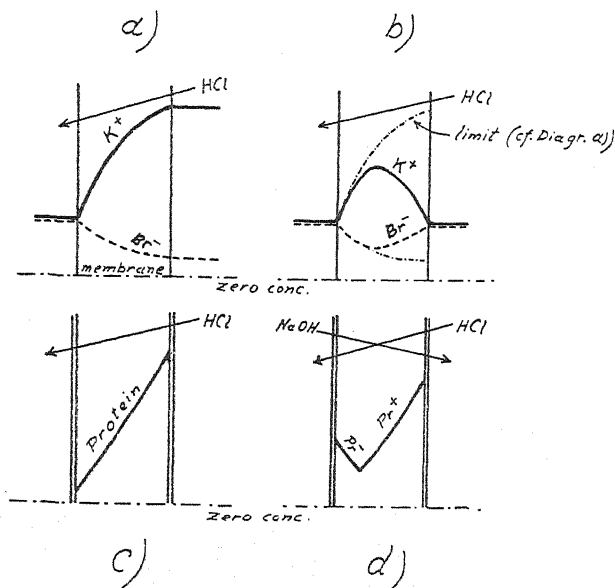 a)
b)
HCl
K⁺
Br⁻
membrane
HCl
limit (cf. Diagr. a))
K⁺
Br⁻
zero conc.
HCl
Protein
NaOH
HCl
Pr⁻
Pr⁺
zero conc.
c)
d)